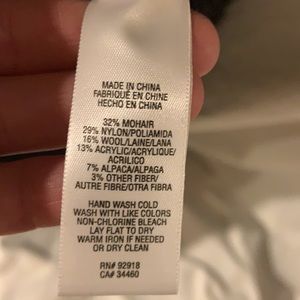 MADE IN CHINA
FABRIQUÉ EN CHINE
HECHO EN CHINA
32% MOHAIR
29% NYLON/POLIAMIDA
16% WOOL/LAINE/LANA
13% ACRYLIC/ACRYLIQUE/
ACRILICO
7% ALPACA/ALPAGA
3% OTHER FIBER/
AUTRE FIBRE/OTRA FIBRA
HAND WASH COLD
WASH WITH LIKE COLORS
NON-CHLORINE BLEACH
LAY FLAT TO DRY
WARM IRON IF NEEDED
OR DRY CLEAN
RN# 92918
CA# 34460